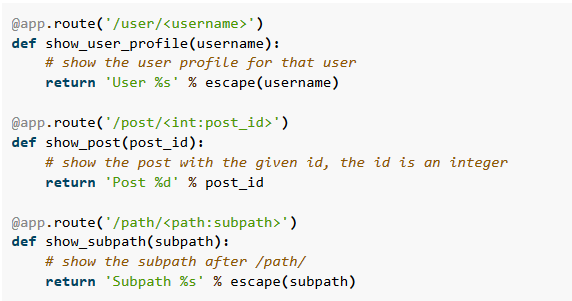 @app.route('/user/<username>')
def show_user_profile(username):
    # show the user profile for that user
    return 'User %s' % escape(username)

@app.route('/post/<int:post_id>')
def show_post(post_id):
    # show the post with the given id, the id is an integer
    return 'Post %d' % post_id

@app.route('/path/<path:subpath>')
def show_subpath(subpath):
    # show the subpath after /path/
    return 'Subpath %s' % escape(subpath)